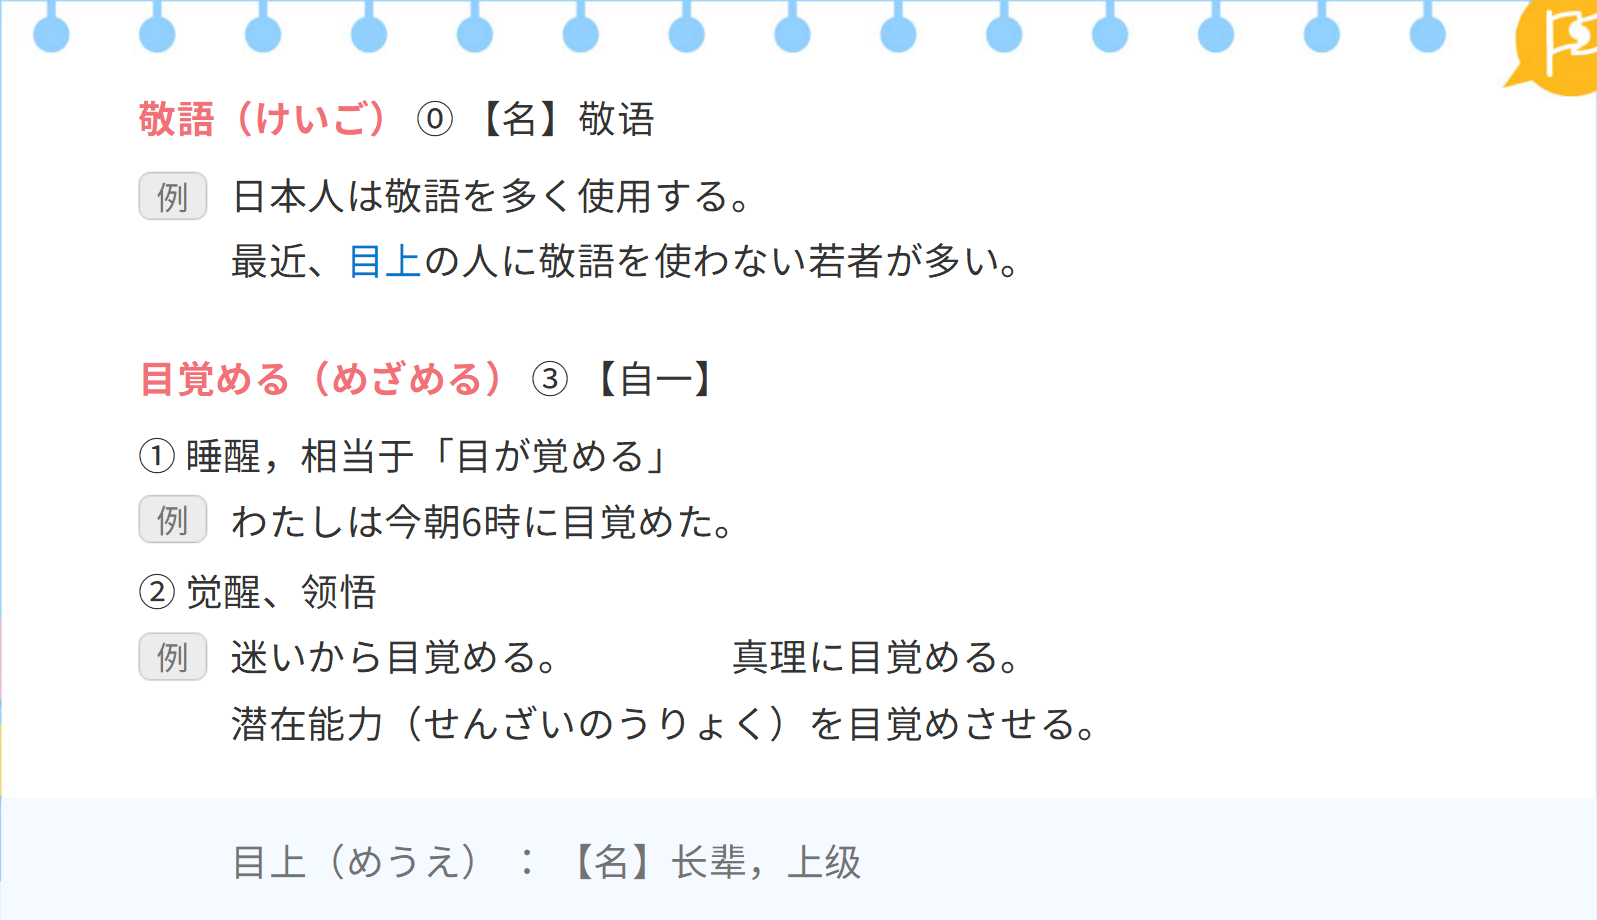 敬語（けいご） ⓪ 【名】敬语
例 日本人は敬語を多く使用する。
最近、目上の人に敬語を使わない若者が多い。
目覚める（めざめる） ③ 【自一】
① 睡醒，相当于「目が覚める」
例 わたしは今朝6時に目覚めた。
② 觉醒、领悟
例 迷いから目覚める。 真理に目覚める。
潜在能力（せんざいのうりょく）を目覚めさせる。
目上（めうえ） ： 【名】长辈，上级